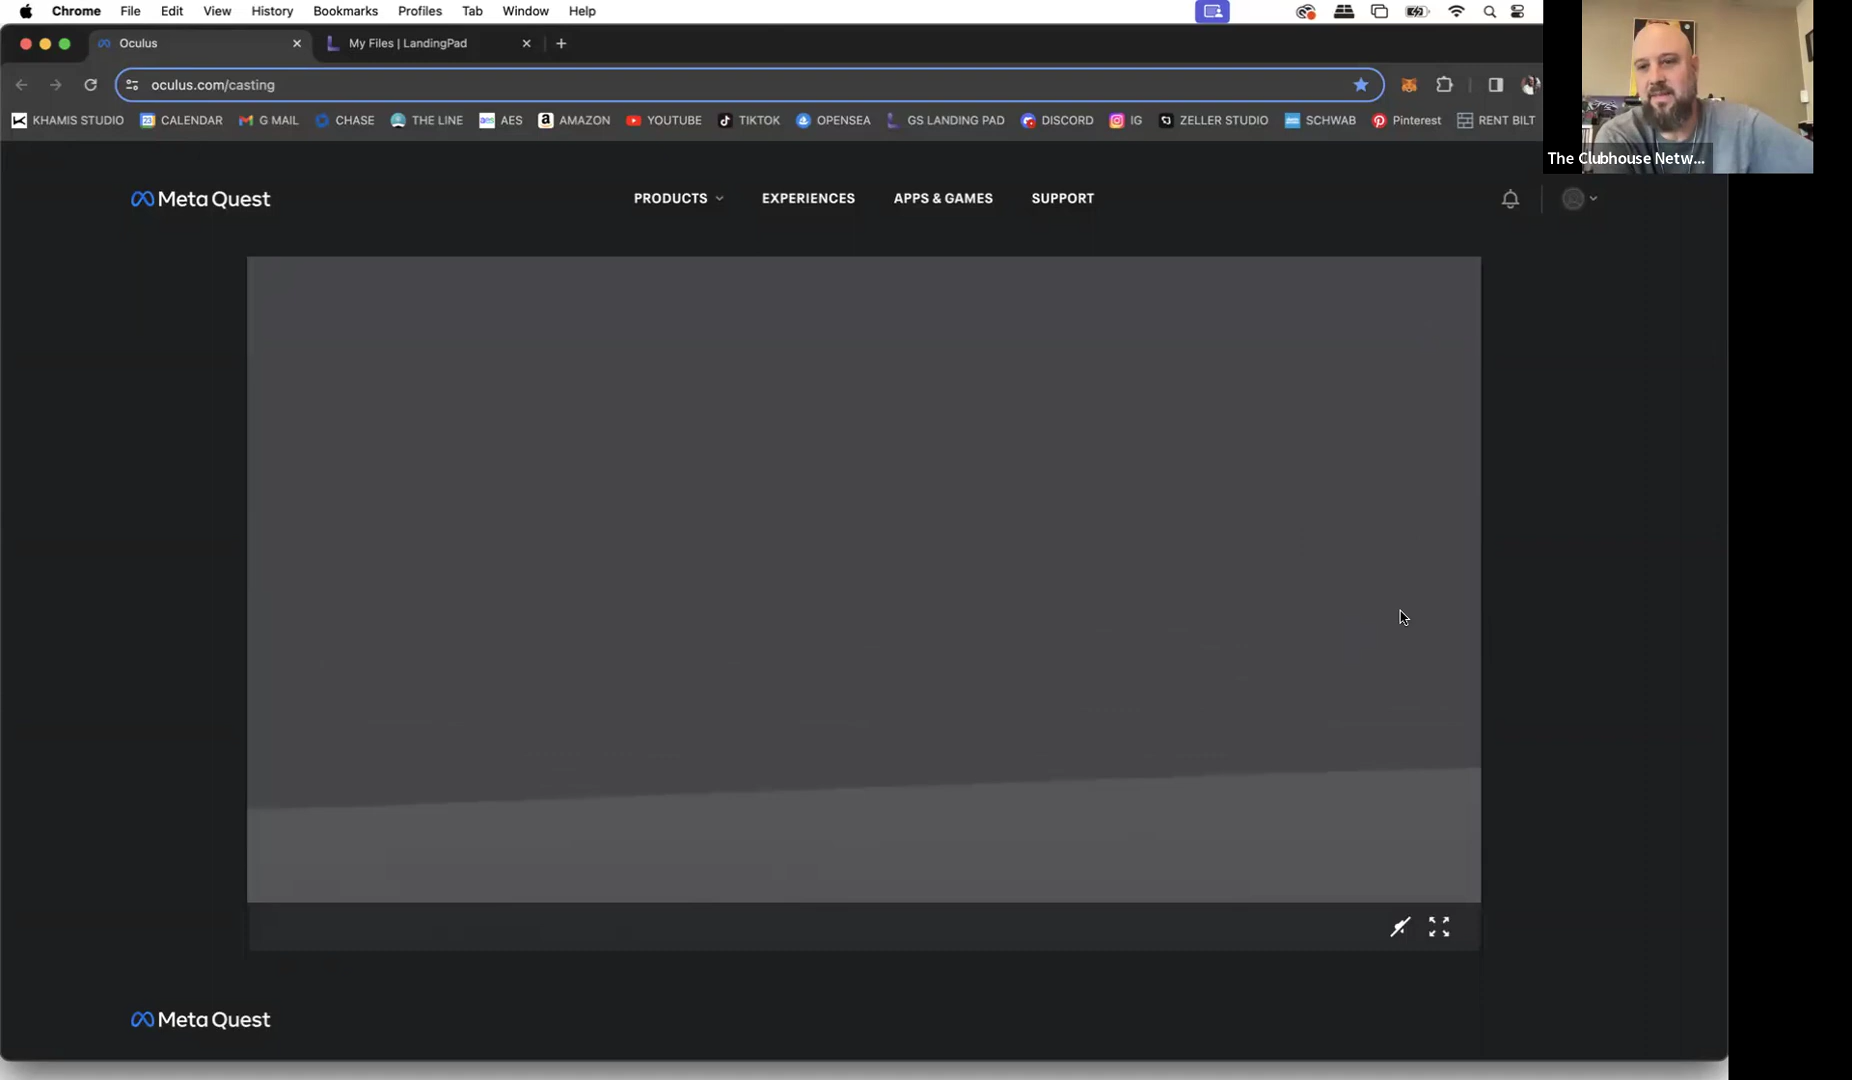 Chrome File Edit View History Bookmarks Profiles Tab Window Help
Oculus My Files | LandingPad
oculus.com/casting
KHAMIS STUDIO CALENDAR G MAIL CHASE THE LINE AES AMAZON YOUTUBE TIKTOK OPENSEA GS LANDING PAD DISCORD IG ZELLER STUDIO SCHWAB Pinterest RENT BILT
The Clubhouse Netw...
Meta Quest PRODUCTS EXPERIENCES APPS & GAMES SUPPORT
Meta Quest